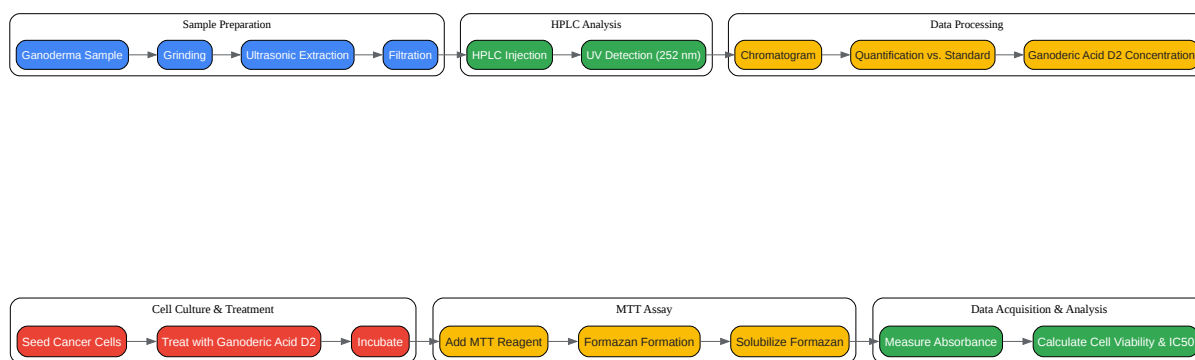 Sample Preparation
HPLC Analysis
Data Processing
Ganoderma Sample
Grinding
Ultrasonic Extraction
Filtration
HPLC Injection
UV Detection (252 nm)
Chromatogram
Quantification vs. Standard
Ganoderic Acid D2 Concentration
Cell Culture & Treatment
MTT Assay
Data Acquisition & Analysis
Seed Cancer Cells
Treat with Ganoderic Acid D2
Incubate
Add MTT Reagent
Formazan Formation
Solubilize Formazan
Measure Absorbance
Calculate Cell Viability & IC50